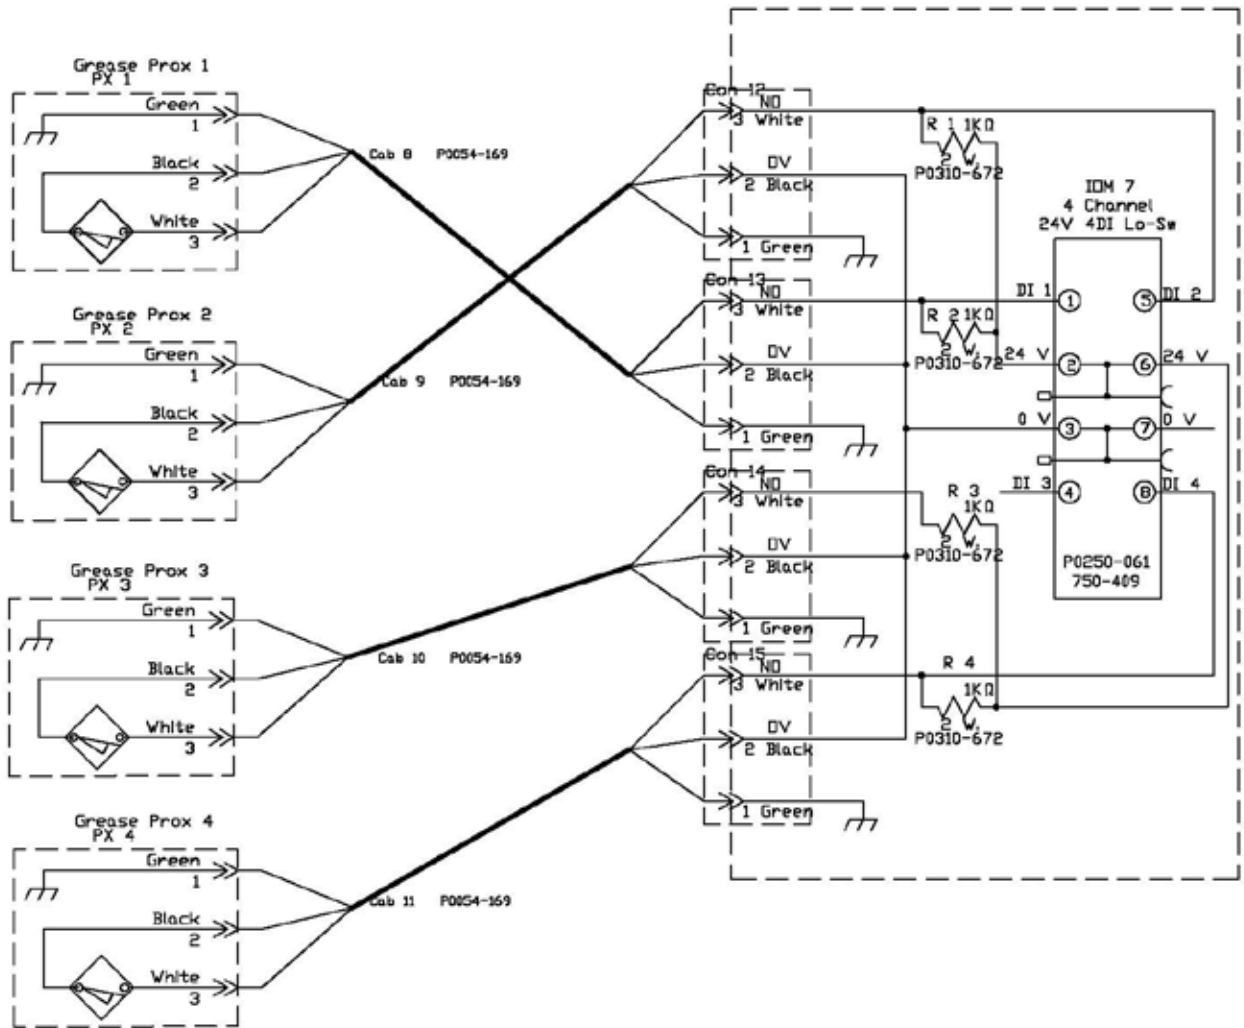 Grease Prox 1
PX 1
Green
1
Black
2
White
3
Cab 8 P0054-169
Grease Prox 2
PX 2
Green
1
Black
2
White
3
Cab 9 P0054-169
Grease Prox 3
PX 3
Green
1
Black
2
White
3
Cab 10 P0054-169
Grease Prox 4
PX 4
Green
1
Black
2
White
3
Cab 11 P0054-169
Con 12
NO
3 White
0V
2 Black
1 Green
Con 13
NO
3 White
0V
2 Black
1 Green
Con 14
NO
3 White
0V
2 Black
1 Green
Con 15
NO
3 White
0V
2 Black
1 Green
R 1 1KΩ
2 W.
P0310-672
R 2 1KΩ
2 W.
P0310-672
R 3
1KΩ
2 W.
P0310-672
R 4
1KΩ
2 W.
P0310-672
IOM 7
4 Channel
24V 4DI Lo-Sw
DI 1 1 5 DI 2
24 V 2 6 24 V
0 V 3 7 0 V
DI 3 4 8 DI 4
P0250-061
750-409